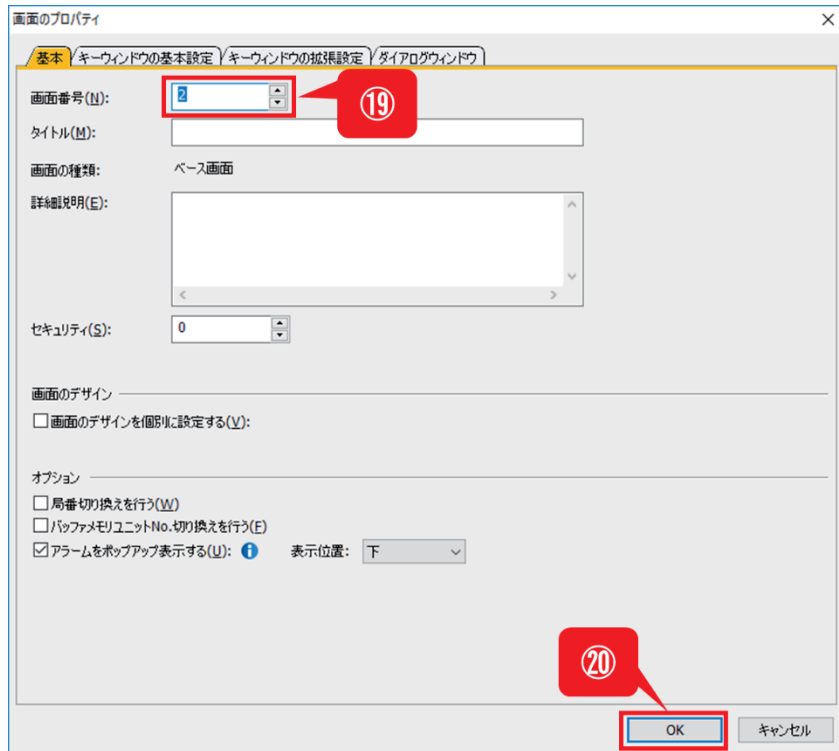 画面のプロパティ
基本 キーウィンドウの基本設定 キーウィンドウの拡張設定 ダイアログウィンドウ
画面番号(N): 2 ⑲
タイトル(M):
画面の種類: ベース画面
詳細説明(E):
セキュリティ(S): 0
画面のデザイン
画面のデザインを個別に設定する(V):
オプション
局番切り換えを行う(W)
バッファメモリユニットNo.切り換えを行う(F)
アラームをポップアップ表示する(U): 表示位置: 下
⑳
OK キャンセル